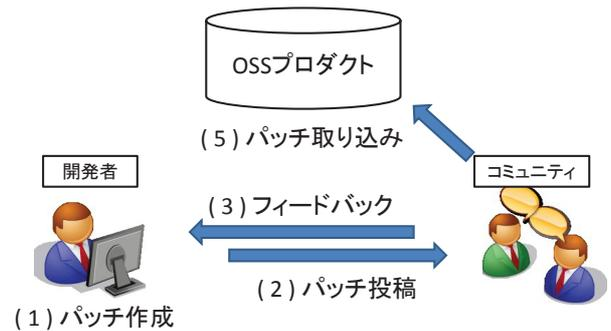 OSSプロダクト
( 5 ) パッチ取り込み
開発者
コミュニティ
( 3 ) フィードバック
( 2 ) パッチ投稿
( 1 ) パッチ作成